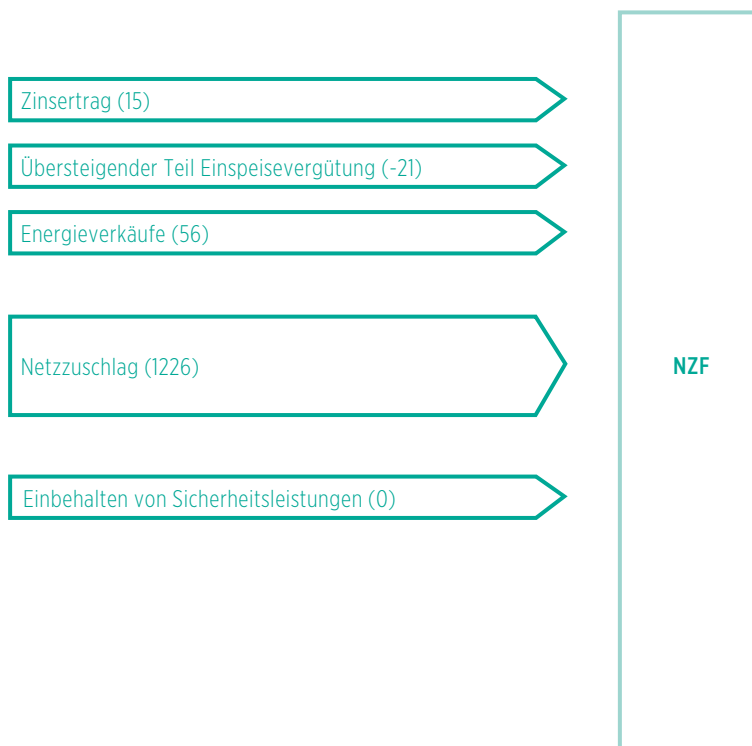 Zinsertrag (15)
Übersteigender Teil Einspeisevergütung (-21)
Energieverkäufe (56)
Netzzuschlag (1226)
NZF
Einbehalten von Sicherheitsleistungen (0)